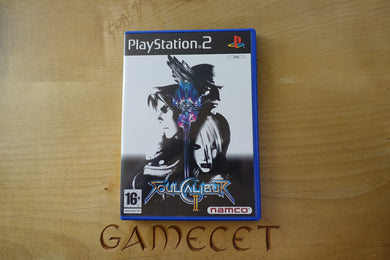 PlayStation 2
SOULCALIBUR
II
16+
namco
GAMECET